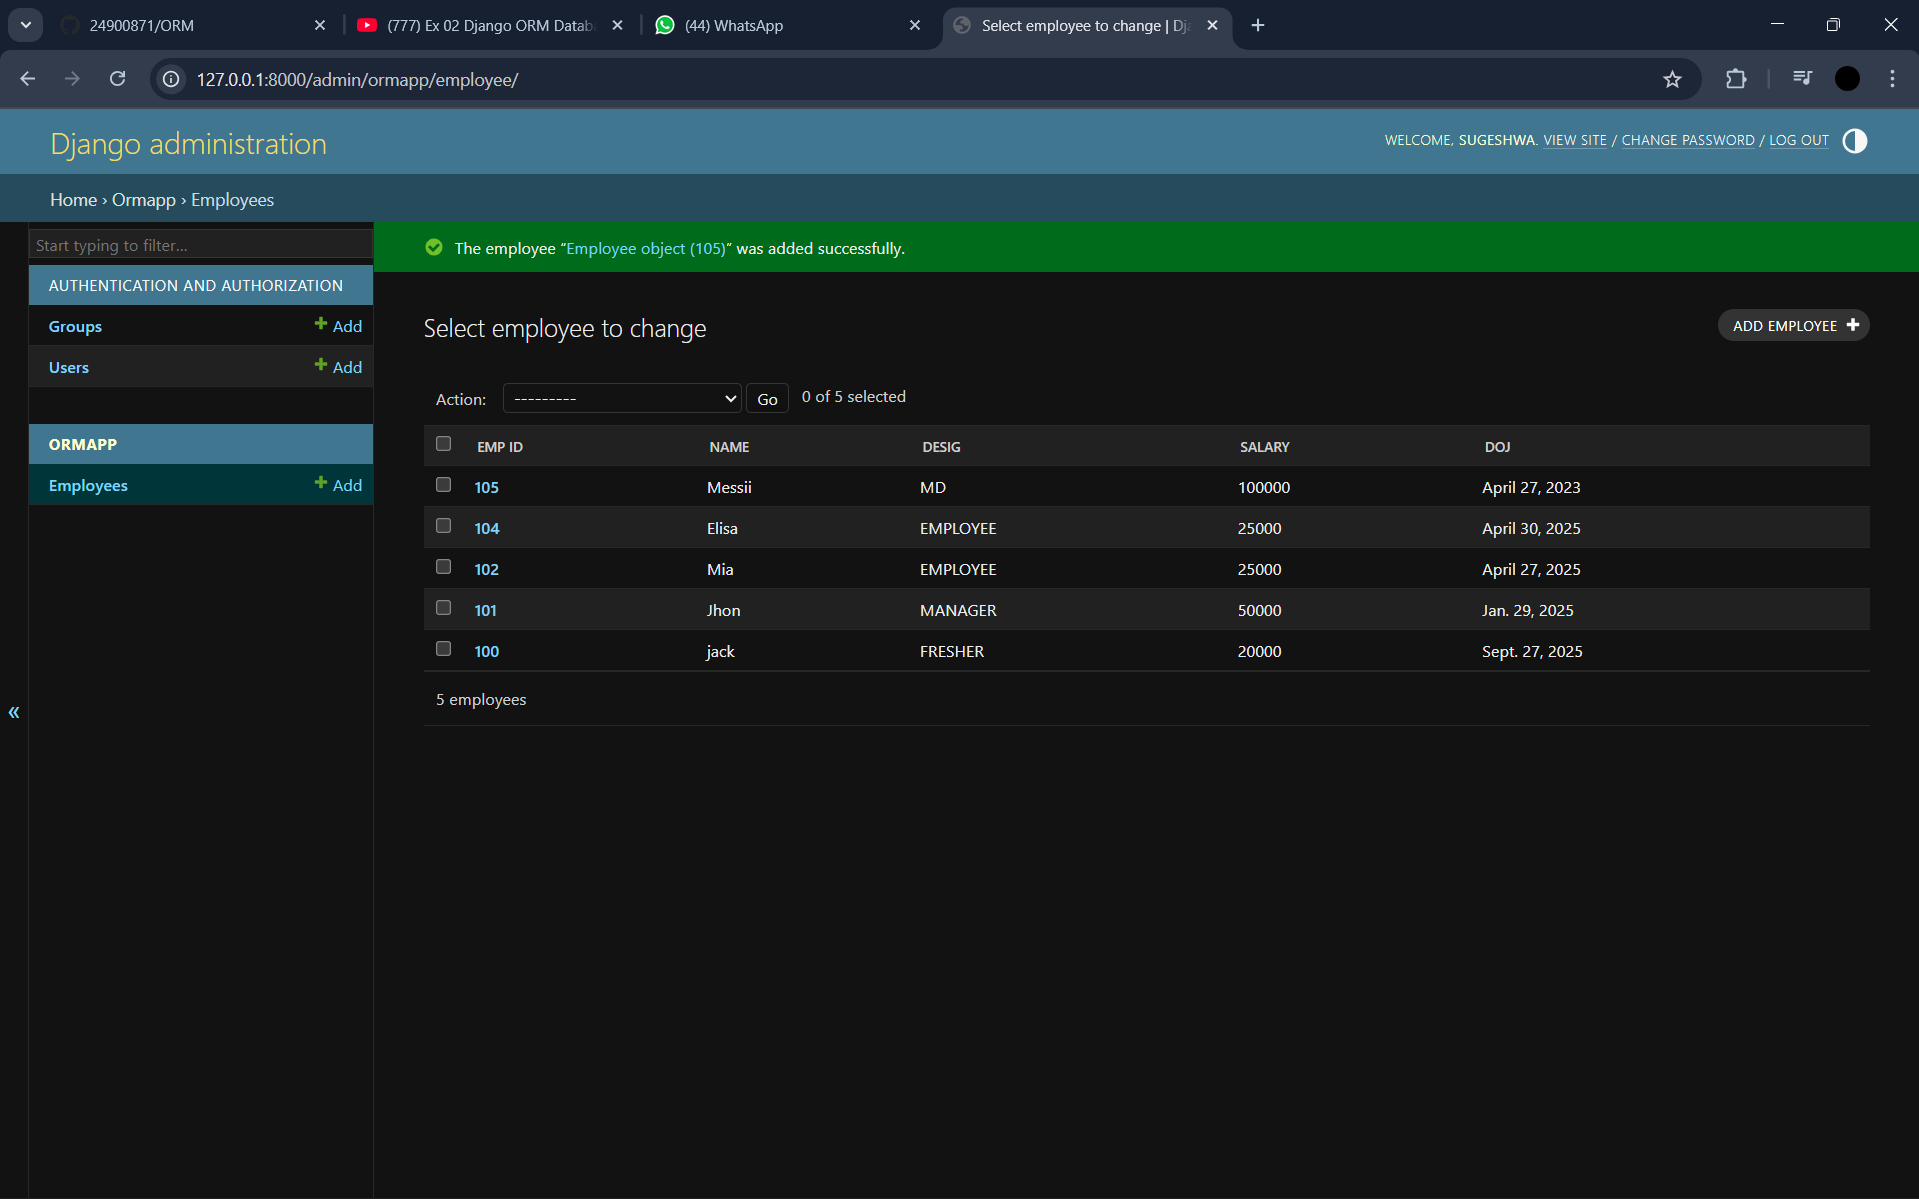 24900871/ORM
(777) Ex 02 Django ORM Datab
(44) WhatsApp
Select employee to change | Dj
127.0.0.1:8000/admin/ormapp/employee/
Django administration
WELCOME, SUGESHWA. VIEW SITE / CHANGE PASSWORD / LOG OUT
Home › Ormapp › Employees
Start typing to filter...
The employee “Employee object (105)” was added successfully.
AUTHENTICATION AND AUTHORIZATION
Groups Add
Users Add
ORMAPP
Employees Add
Select employee to change
ADD EMPLOYEE
Action: --------- Go 0 of 5 selected
EMP ID NAME DESIG SALARY DOJ
105 Messii MD 100000 April 27, 2023
104 Elisa EMPLOYEE 25000 April 30, 2025
102 Mia EMPLOYEE 25000 April 27, 2025
101 Jhon MANAGER 50000 Jan. 29, 2025
100 jack FRESHER 20000 Sept. 27, 2025
5 employees
«